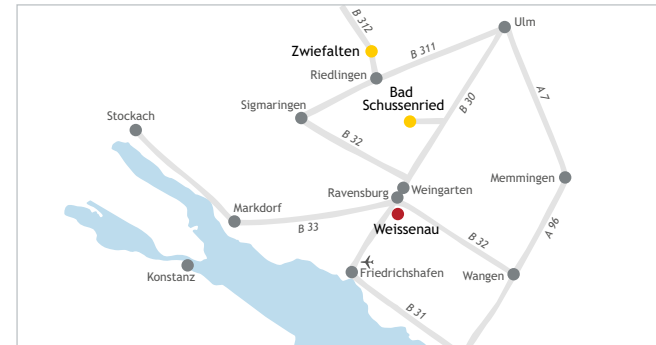 B 312
Ulm
Zwiefalten
B 311
Riedlingen
Bad
Schussenried
A 7
B 30
Sigmaringen
Stockach
B 32
Memmingen
Weingarten
Ravensburg
Markdorf
B 33
Weissenau
A 96
B 32
Konstanz
Friedrichshafen
Wangen
B 31